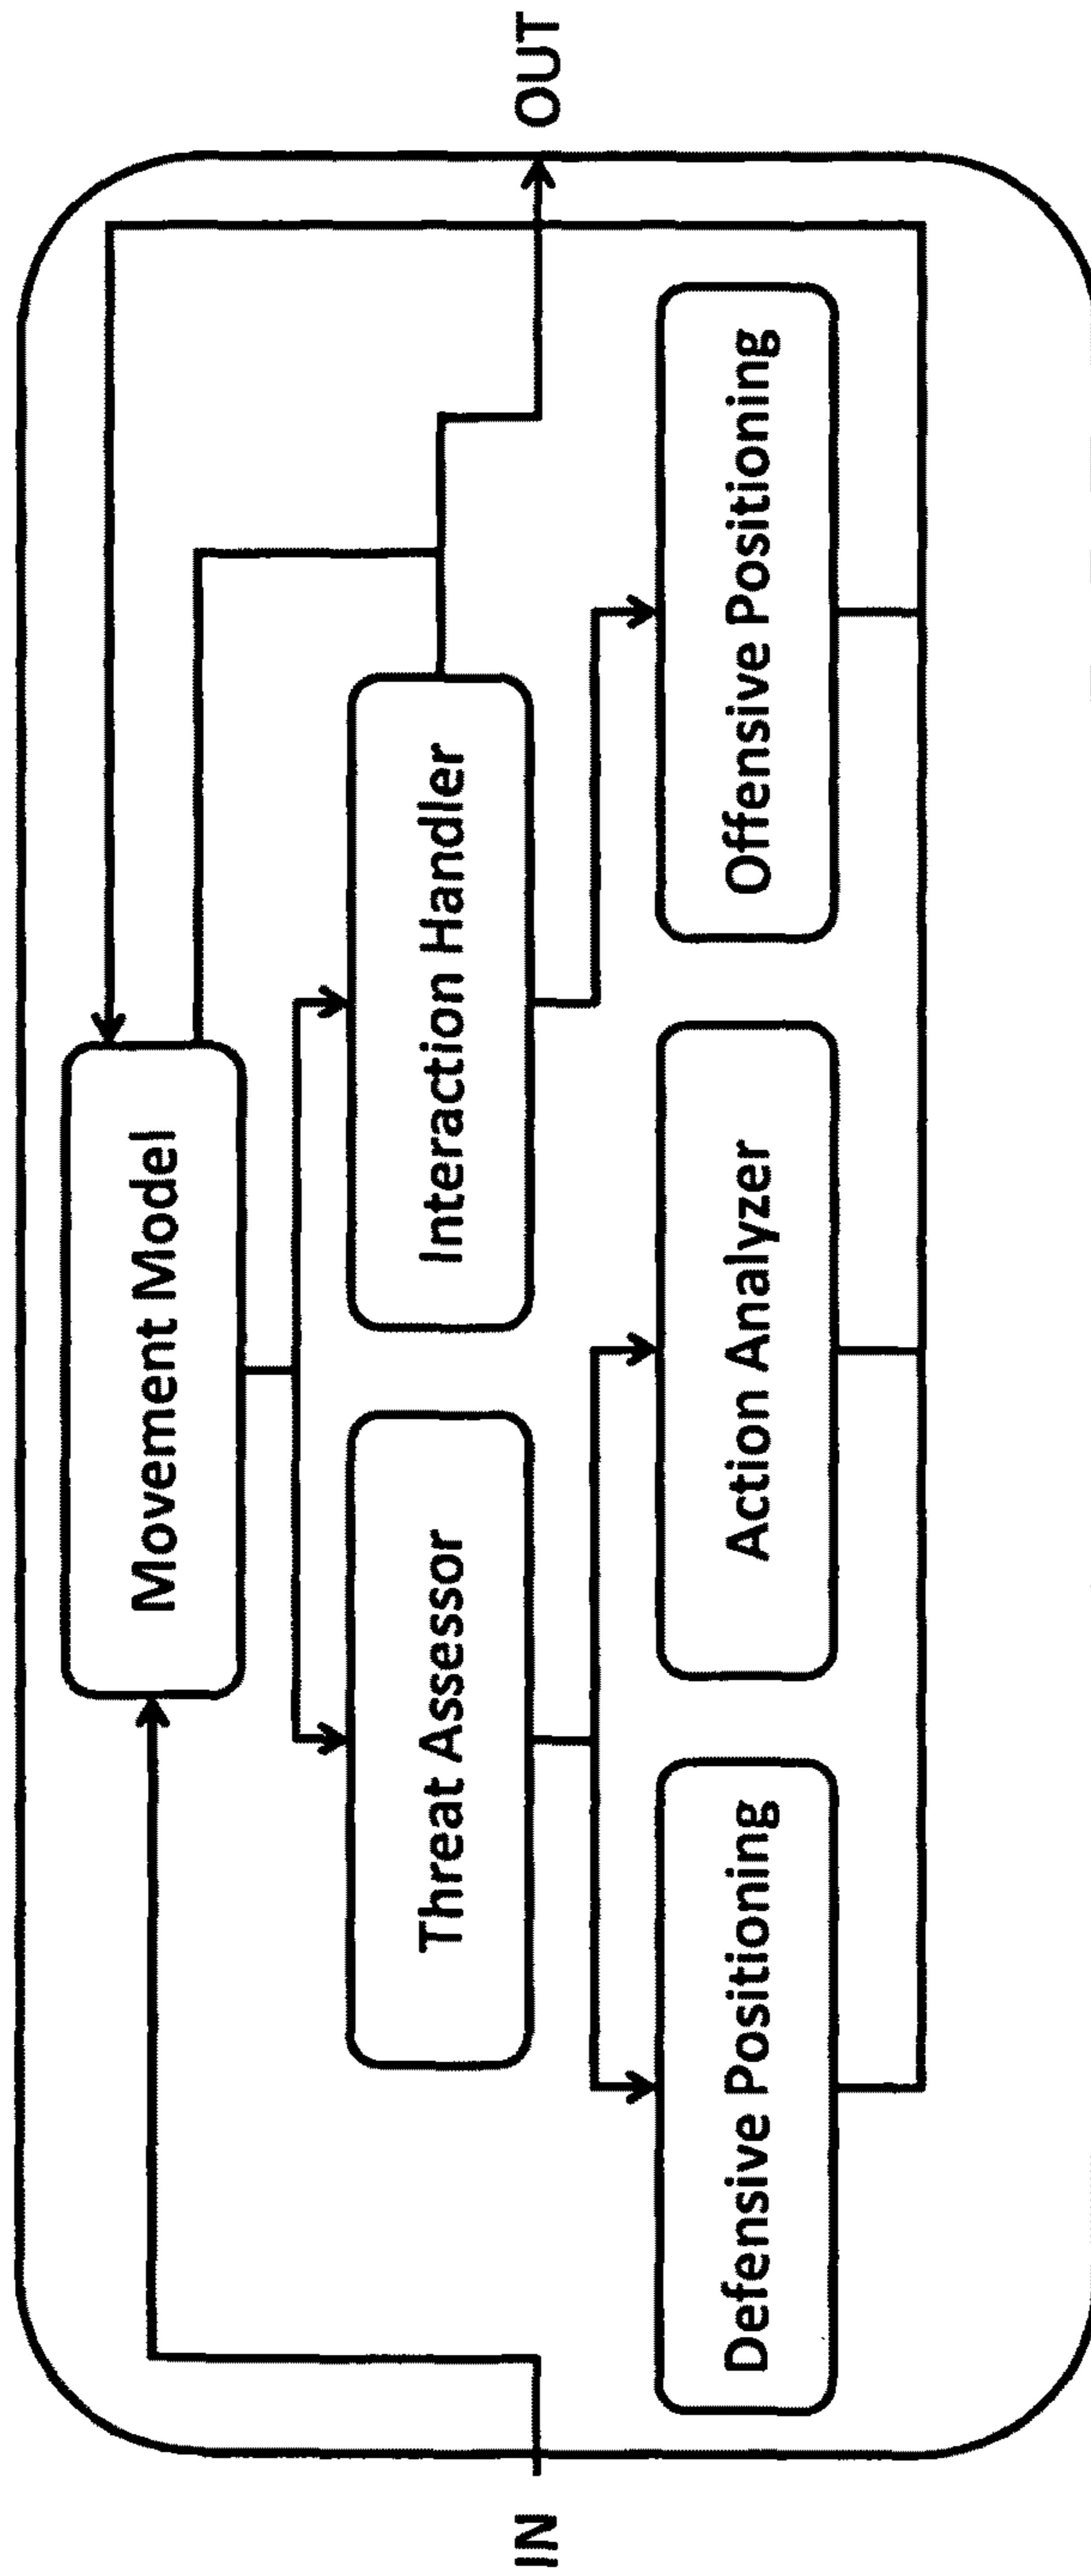 Movement Model
Threat Assessor
Interaction Handler
Defensive Positioning
Action Analyzer
Offensive Positioning
IN
OUT